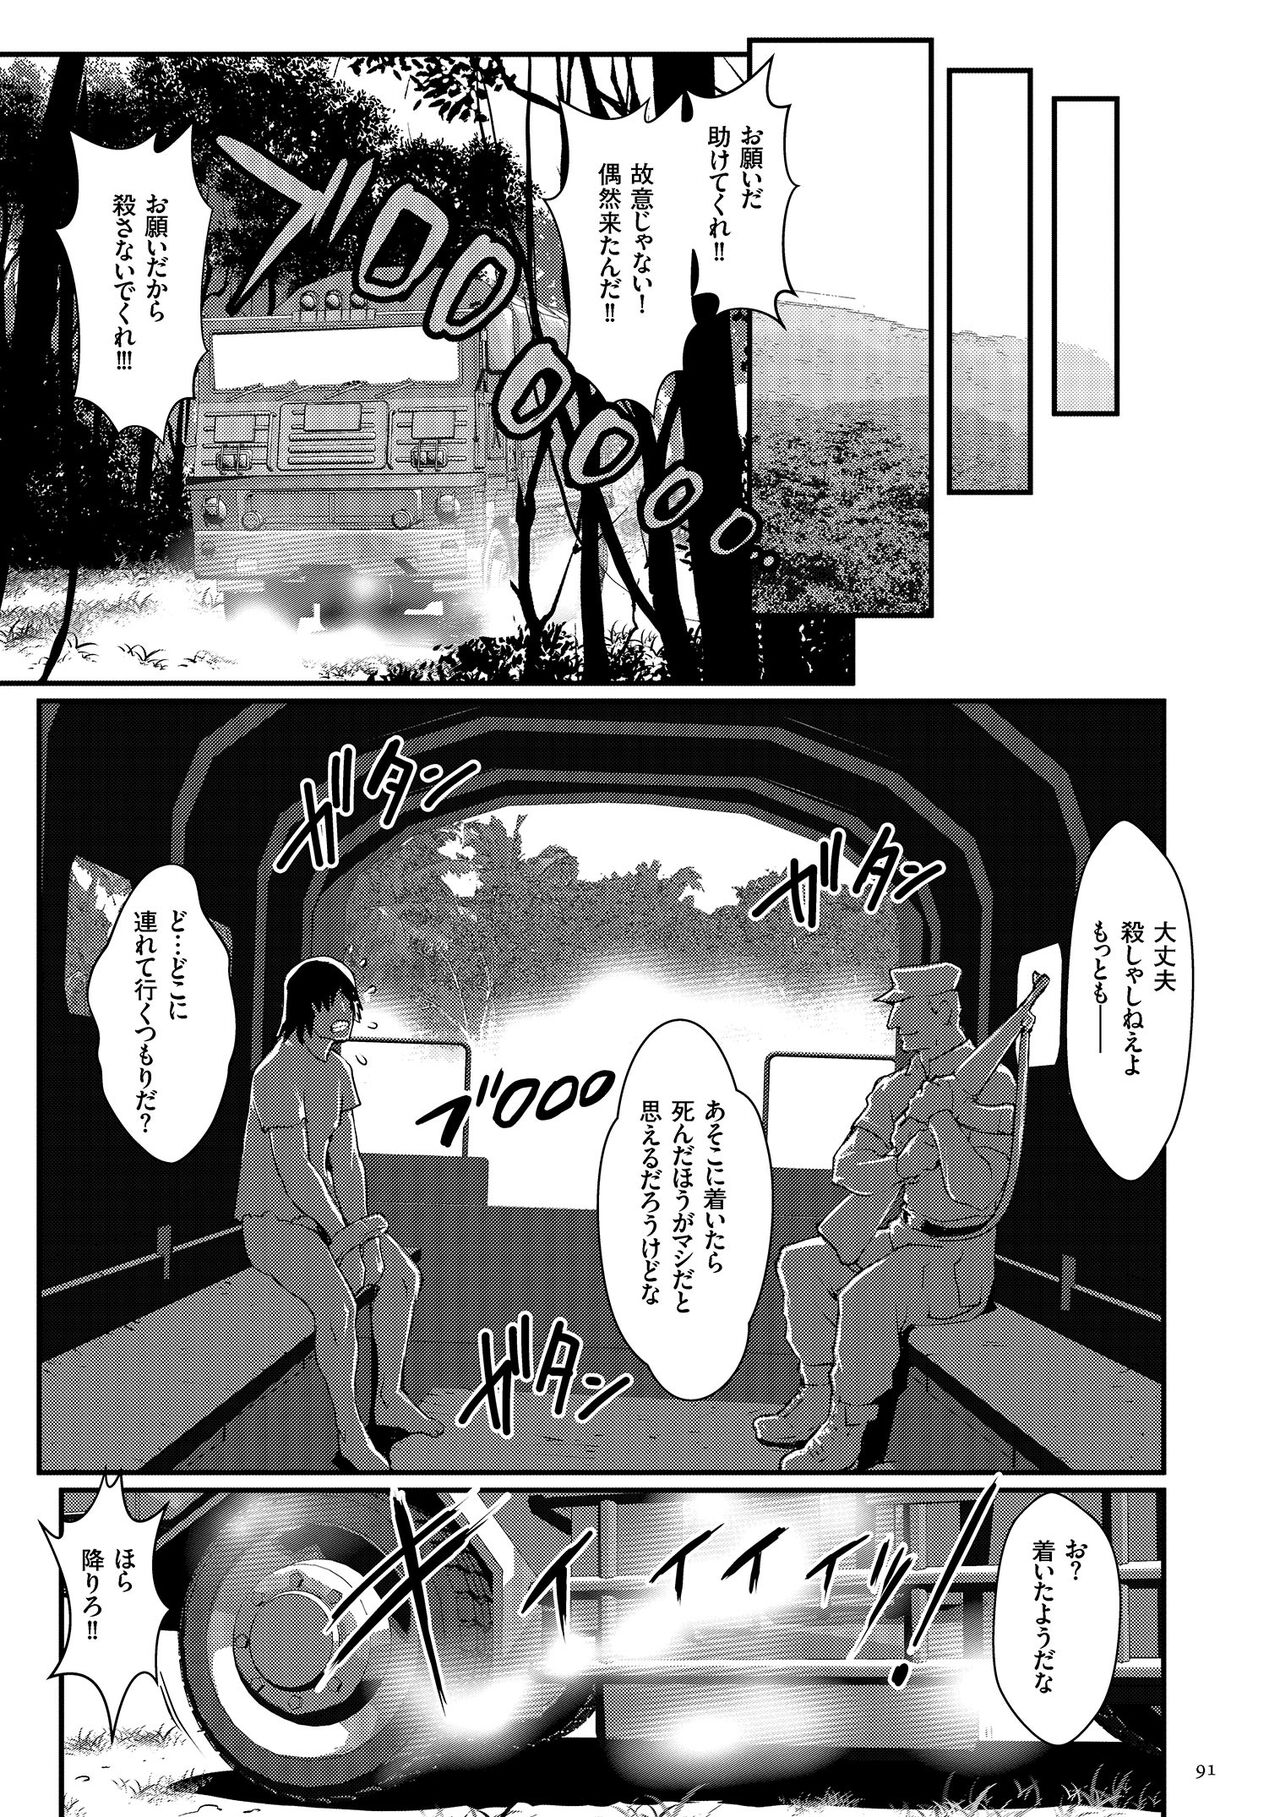 お願いだ
助けてくれ!!
故意じゃない！
偶然来たんだ!!
ブロロロロロロ…
お願いだから
殺さないでくれ!!!
大丈夫
殺しゃしねえよ
もっとも──
ガタン
ガタン
あそこに着いたら
死んだほうがマシだと
思えるだろうけどな
ブロロロロ
ガタン
ど…どこに
連れて行くつもりだ？
お？
着いたようだな
キィイィイィッ
ほら
降りろ!!
91